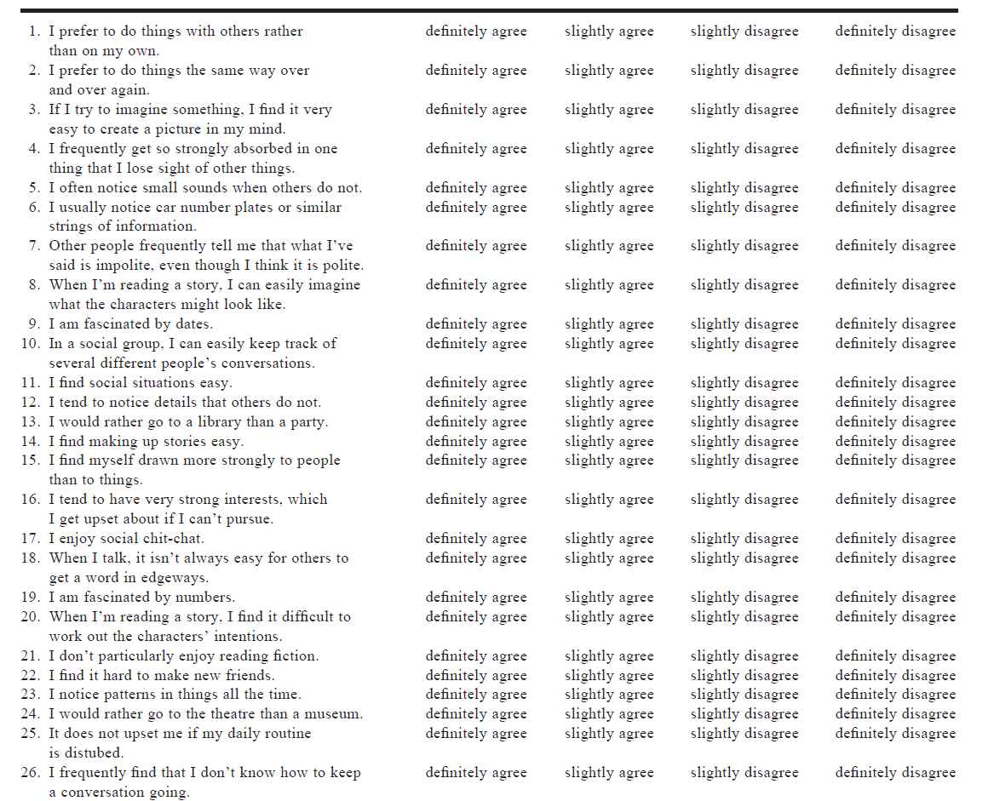 1. I prefer to do things with others rather definitely agree slightly agree slightly disagree definitely disagree
than on my own.
2. I prefer to do things the same way over definitely agree slightly agree slightly disagree definitely disagree
and over again.
3. If I try to imagine something, I find it very definitely agree slightly agree slightly disagree definitely disagree
easy to create a picture in my mind.
4. I frequently get so strongly absorbed in one definitely agree slightly agree slightly disagree definitely disagree
thing that I lose sight of other things.
5. I often notice small sounds when others do not. definitely agree slightly agree slightly disagree definitely disagree
6. I usually notice car number plates or similar definitely agree slightly agree slightly disagree definitely disagree
strings of information.
7. Other people frequently tell me that what I've definitely agree slightly agree slightly disagree definitely disagree
said is impolite, even though I think it is polite.
8. When I'm reading a story, I can easily imagine definitely agree slightly agree slightly disagree definitely disagree
what the characters might look like.
9. I am fascinated by dates. definitely agree slightly agree slightly disagree definitely disagree
10. In a social group, I can easily keep track of definitely agree slightly agree slightly disagree definitely disagree
several different people's conversations.
11. I find social situations easy. definitely agree slightly agree slightly disagree definitely disagree
12. I tend to notice details that others do not. definitely agree slightly agree slightly disagree definitely disagree
13. I would rather go to a library than a party. definitely agree slightly agree slightly disagree definitely disagree
14. I find making up stories easy. definitely agree slightly agree slightly disagree definitely disagree
15. I find myself drawn more strongly to people definitely agree slightly agree slightly disagree definitely disagree
than to things.
16. I tend to have very strong interests, which definitely agree slightly agree slightly disagree definitely disagree
I get upset about if I can't pursue.
17. I enjoy social chit-chat. definitely agree slightly agree slightly disagree definitely disagree
18. When I talk, it isn't always easy for others to definitely agree slightly agree slightly disagree definitely disagree
get a word in edgeways.
19. I am fascinated by numbers. definitely agree slightly agree slightly disagree definitely disagree
20. When I'm reading a story, I find it difficult to definitely agree slightly agree slightly disagree definitely disagree
work out the characters' intentions.
21. I don't particularly enjoy reading fiction. definitely agree slightly agree slightly disagree definitely disagree
22. I find it hard to make new friends. definitely agree slightly agree slightly disagree definitely disagree
23. I notice patterns in things all the time. definitely agree slightly agree slightly disagree definitely disagree
24. I would rather go to the theatre than a museum. definitely agree slightly agree slightly disagree definitely disagree
25. It does not upset me if my daily routine definitely agree slightly agree slightly disagree definitely disagree
is distubed.
26. I frequently find that I don't know how to keep definitely agree slightly agree slightly disagree definitely disagree
a conversation going.